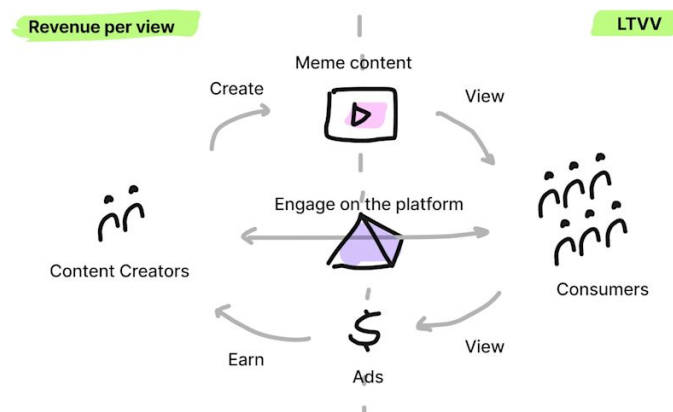 Revenue per view
LTVV
Meme content
Create
View
Engage on the platform
Content Creators
Consumers
$
Earn
View
Ads